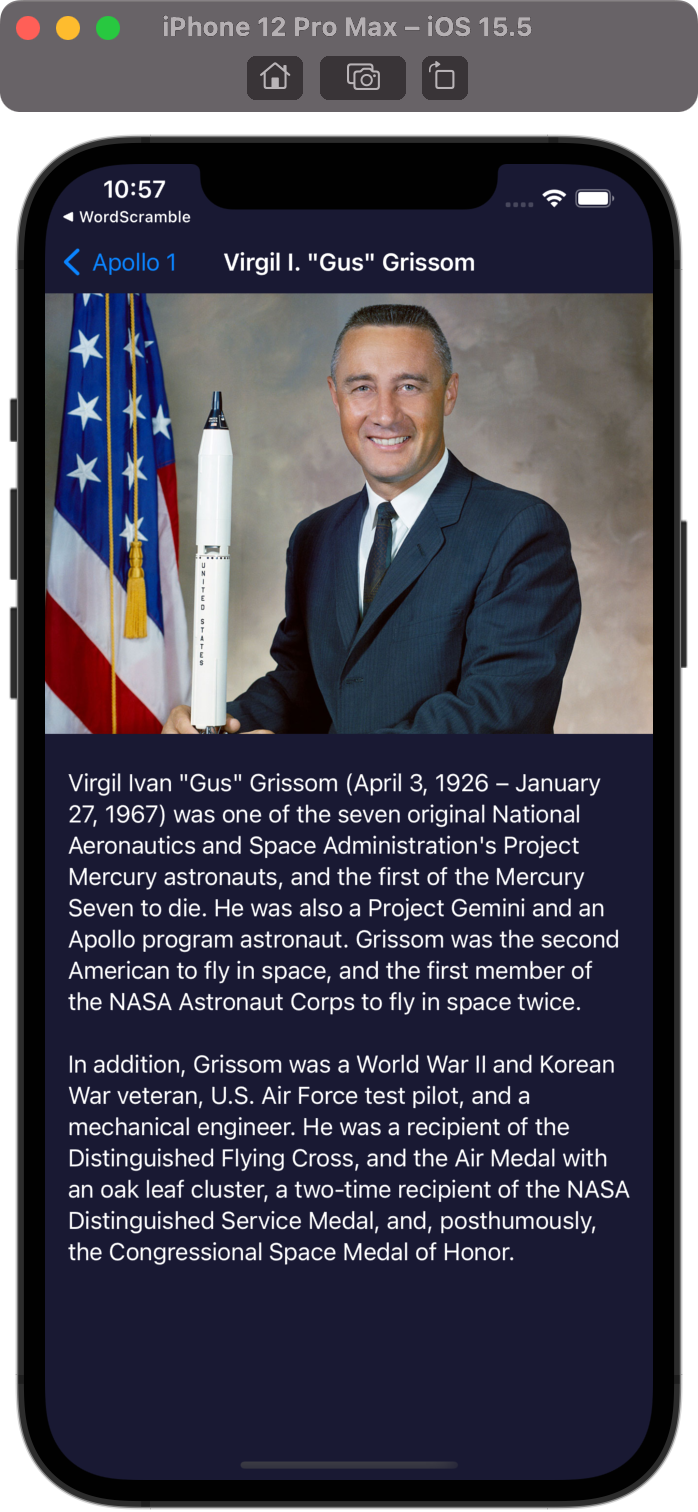 iPhone 12 Pro Max – iOS 15.5
10:57
◀ WordScramble
Apollo 1
Virgil I. "Gus" Grissom
UNITED STATES
Virgil Ivan "Gus" Grissom (April 3, 1926 – January
27, 1967) was one of the seven original National
Aeronautics and Space Administration's Project
Mercury astronauts, and the first of the Mercury
Seven to die. He was also a Project Gemini and an
Apollo program astronaut. Grissom was the second
American to fly in space, and the first member of
the NASA Astronaut Corps to fly in space twice.
In addition, Grissom was a World War II and Korean
War veteran, U.S. Air Force test pilot, and a
mechanical engineer. He was a recipient of the
Distinguished Flying Cross, and the Air Medal with
an oak leaf cluster, a two-time recipient of the NASA
Distinguished Service Medal, and, posthumously,
the Congressional Space Medal of Honor.